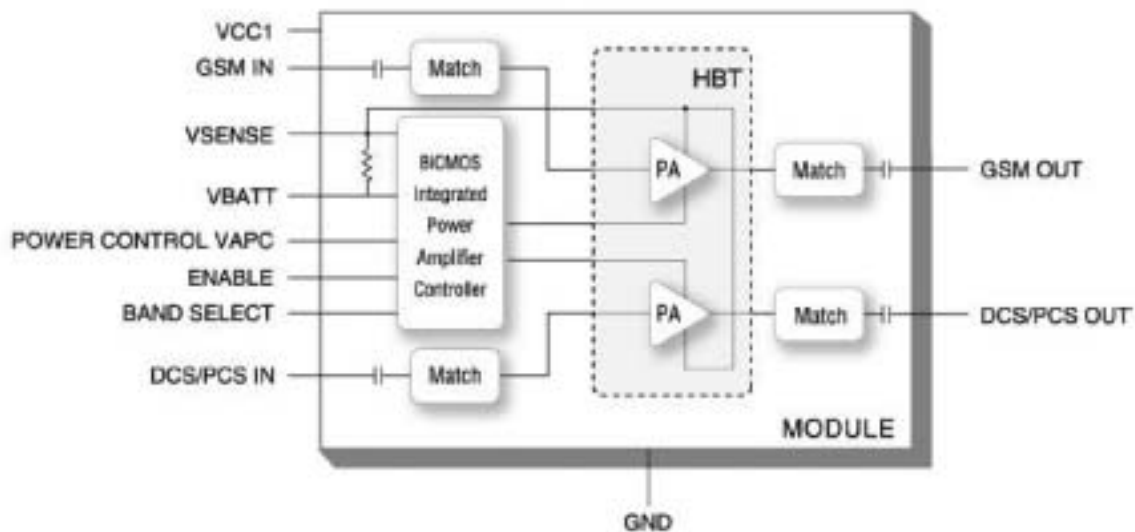 VCC1
GSM IN
Match
HBT
VSENSE
BiCMOS
Integrated
Power
Amplifier
Controller
PA
Match
GSM OUT
VBATT
POWER CONTROL VAPC
ENABLE
BAND SELECT
PA
Match
DCS/PCS OUT
DCS/PCS IN
Match
MODULE
GND